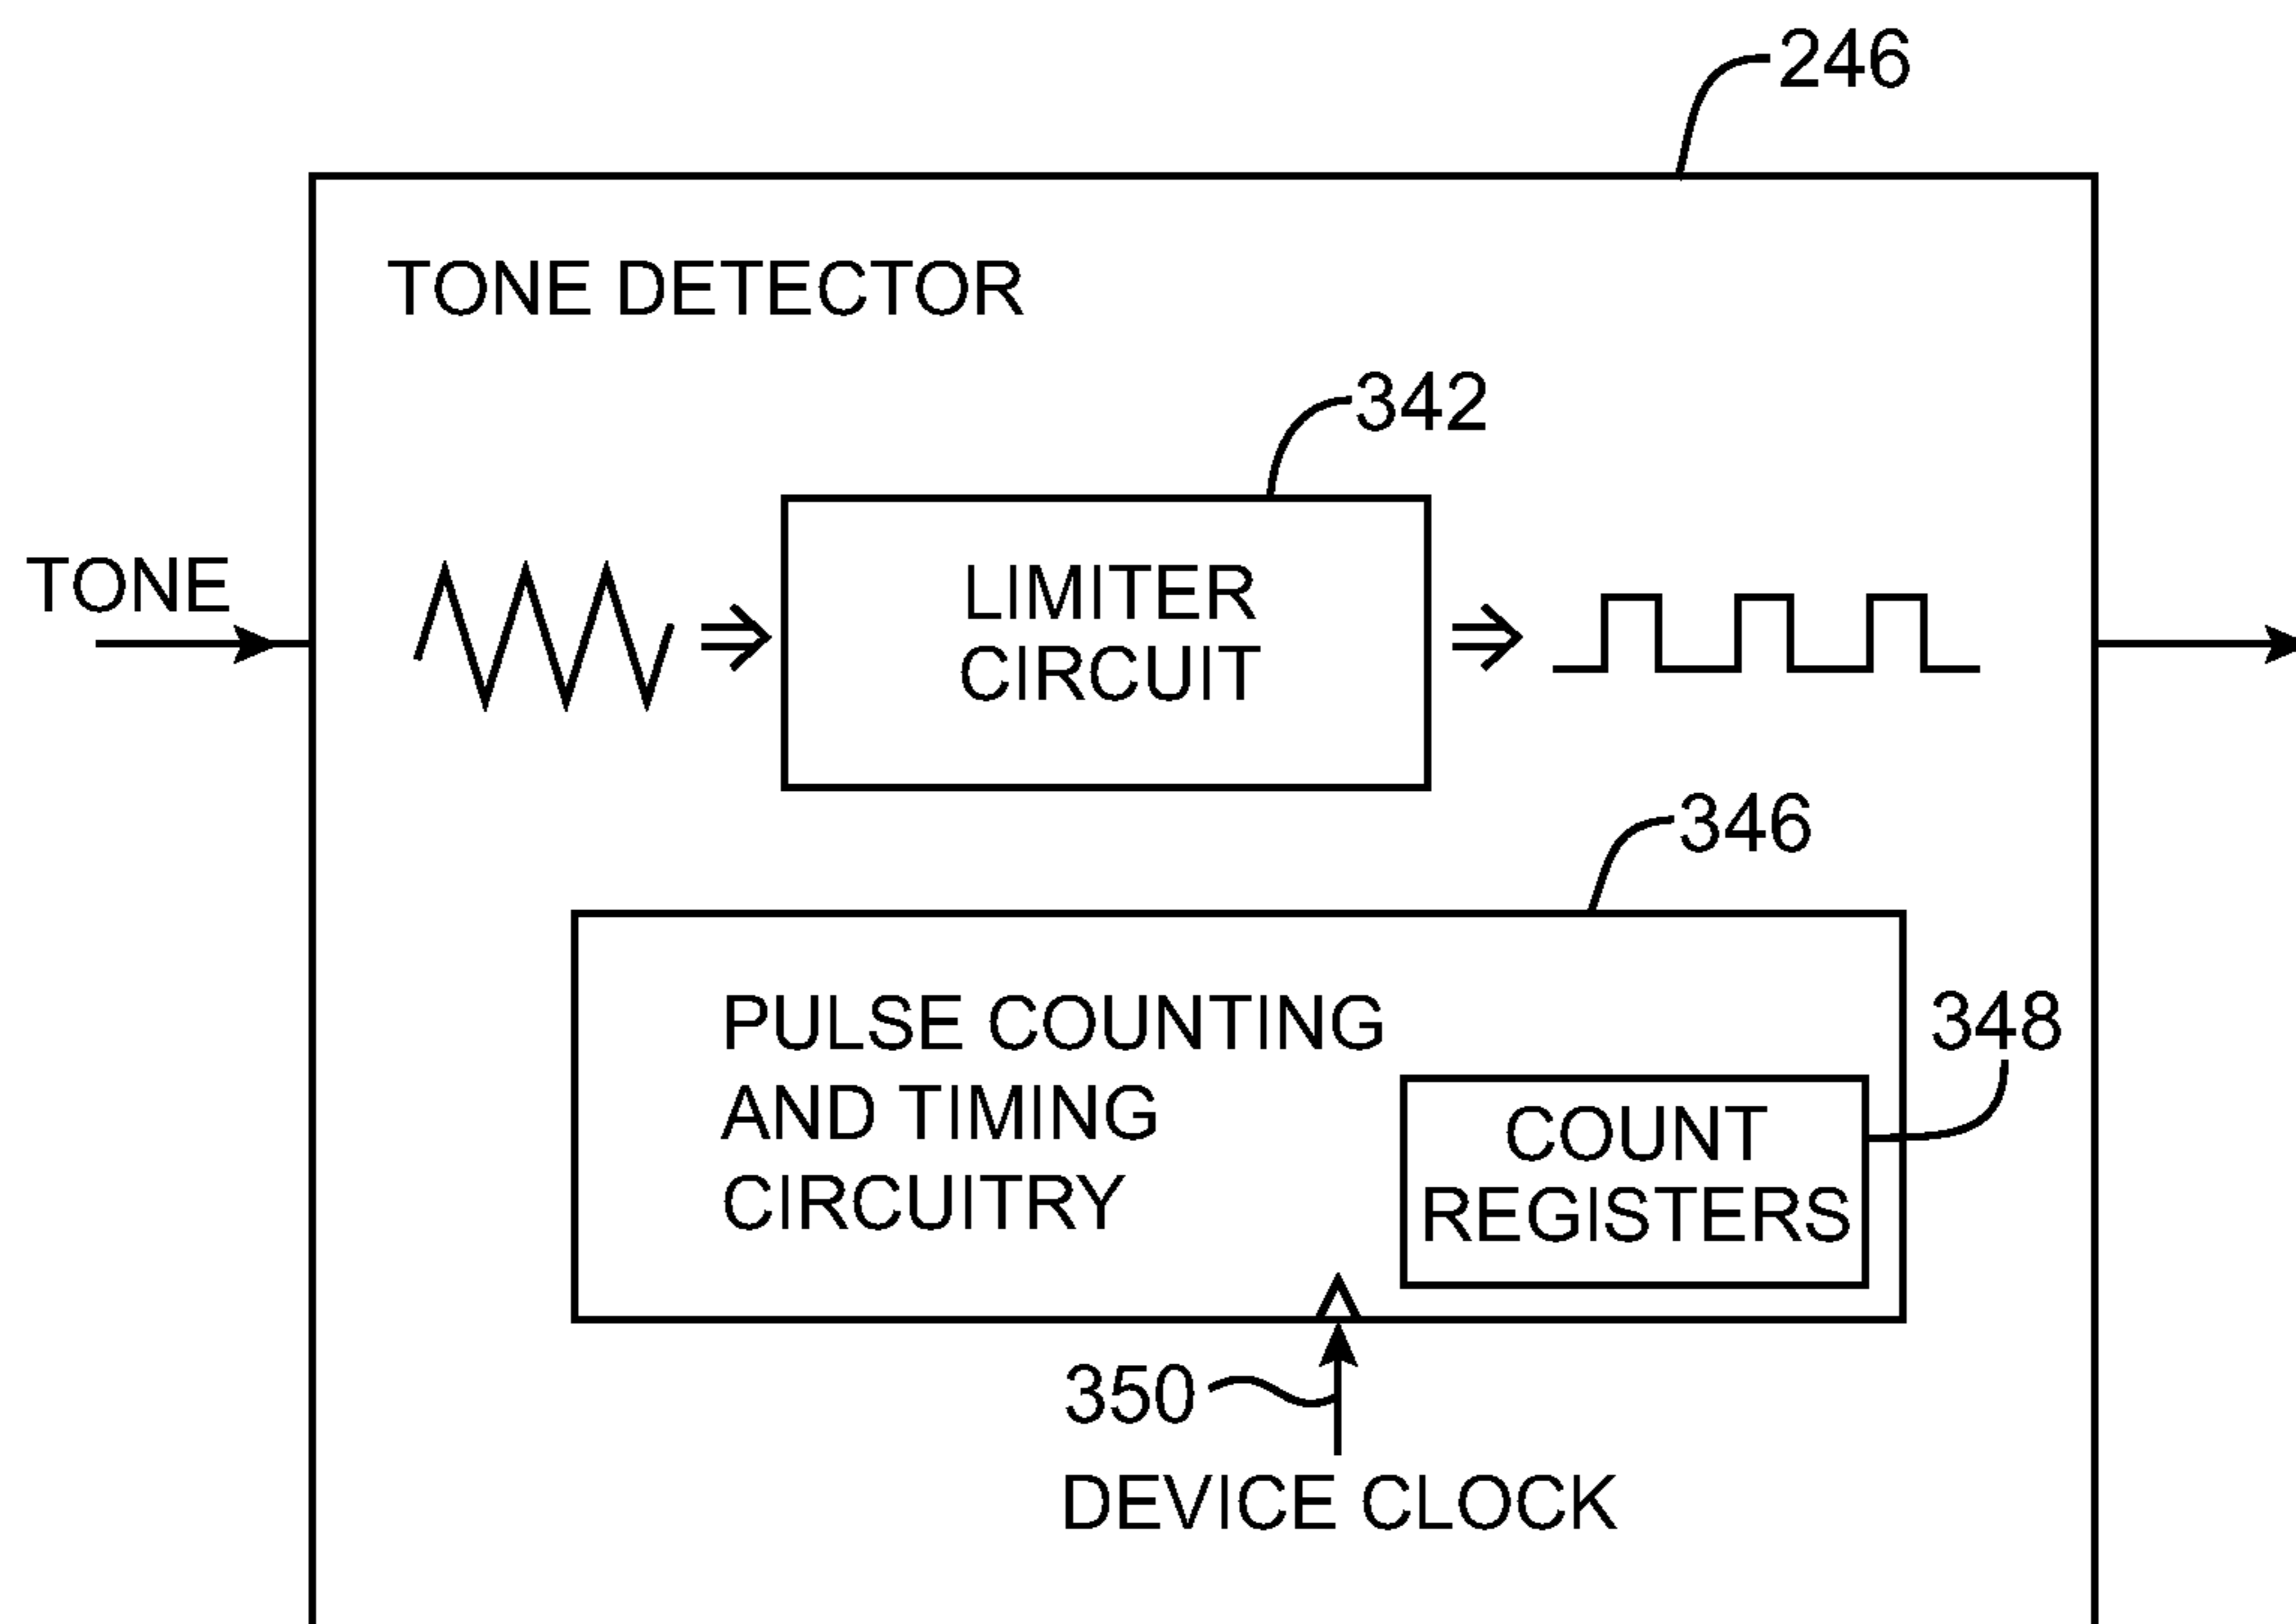 246
TONE DETECTOR
342
TONE
LIMITER
CIRCUIT
346
PULSE COUNTING
AND TIMING
CIRCUITRY
348
COUNT
REGISTERS
350
DEVICE CLOCK